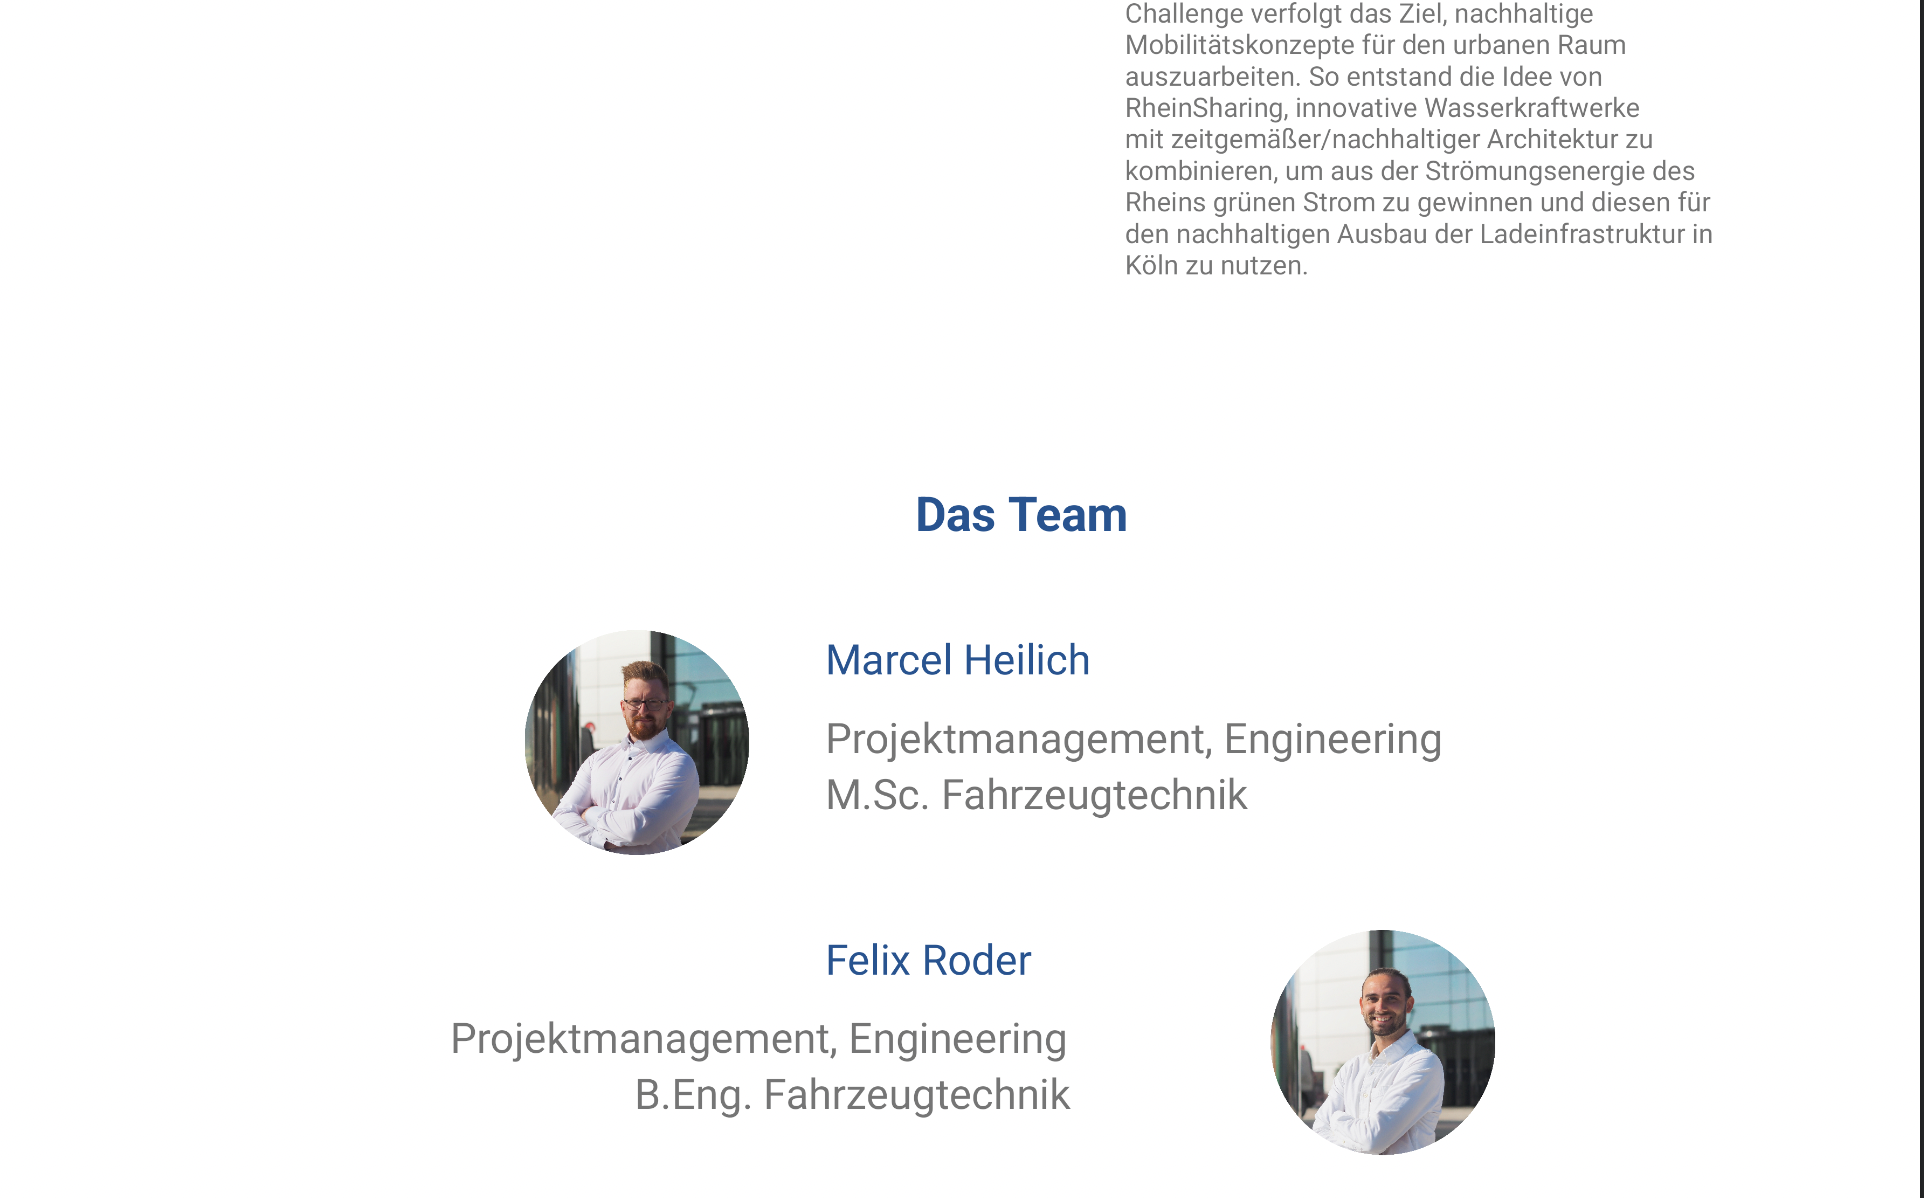 Challenge verfolgt das Ziel, nachhaltige
Mobilitätskonzepte für den urbanen Raum
auszuarbeiten. So entstand die Idee von
RheinSharing, innovative Wasserkraftwerke
mit zeitgemäßer/nachhaltiger Architektur zu
kombinieren, um aus der Strömungsenergie des
Rheins grünen Strom zu gewinnen und diesen für
den nachhaltigen Ausbau der Ladeinfrastruktur in
Köln zu nutzen.
Das Team
Marcel Heilich
Projektmanagement, Engineering
M.Sc. Fahrzeugtechnik
Felix Roder
Projektmanagement, Engineering
B.Eng. Fahrzeugtechnik